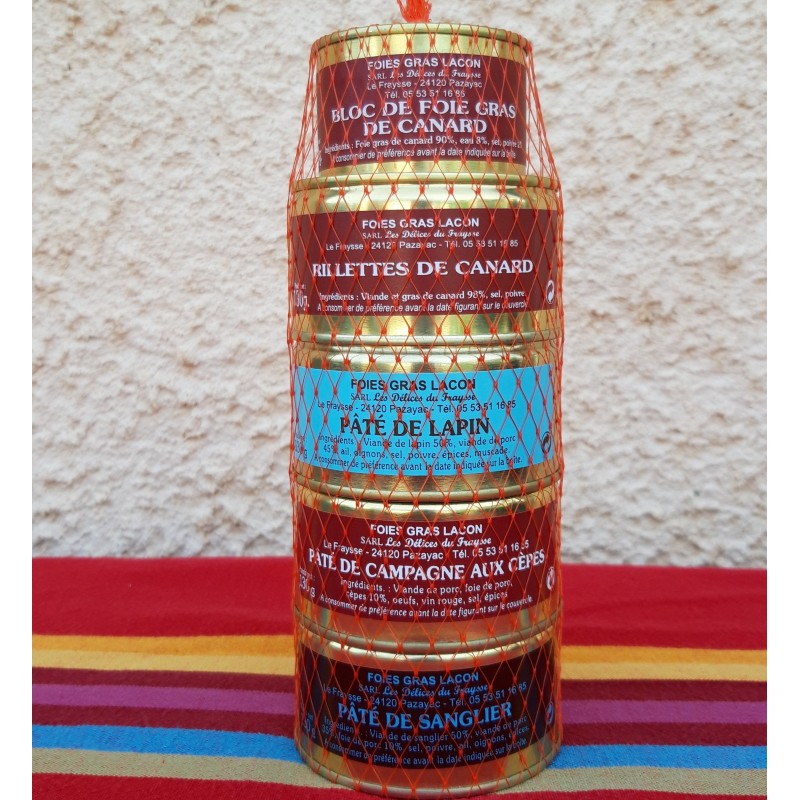 FOIES GRAS LACON
SARL Les Délices du Fraysse
Le Fraysse - 24120 Pazayac
Tél. 05 53 51 16 85
BLOC DE FOIE GRAS
DE CANARD
Ingrédients : Foie gras de canard 90%, eau 3%, sel, poivre
A consommer de préférence avant la date indiquée sur la boîte
FOIES GRAS LACON
SARL Les Délices du Fraysse
Le Fraysse - 24120 Pazayac - Tél. 05 53 51 16 85
RILLETTES DE CANARD
Ingrédients : Viande et gras de canard 98%, sel, poivre
A consommer de préférence avant la date figurant sur le couvercle
FOIES GRAS LACON
SARL Les Délices du Fraysse
Le Fraysse - 24120 Pazayac - Tél. 05 53 51 16 85
PÂTÉ DE LAPIN
Ingrédients : Viande de lapin 50%, viande de porc
45%, ail, oignons, sel, poivre, épices, muscade
A consommer de préférence avant la date indiquée sur la boîte
FOIES GRAS LACON
SARL Les Délices du Fraysse
Le Fraysse - 24120 Pazayac - Tél. 05 53 51 16 85
PÂTÉ DE CAMPAGNE AUX CÈPES
Ingrédients : Viande de porc, foie de porc,
cèpes 10%, oeufs, vin rouge, sel, épices
A consommer de préférence avant la date figurant sur le couvercle
FOIES GRAS LACON
SARL Les Délices du Fraysse
Le Fraysse - 24120 Pazayac - Tél. 05 53 51 16 85
PÂTÉ DE SANGLIER
Ingrédients : Viande de sanglier 50%, viande de porc
foie de porc 10%, sel, poivre, ail, oignons, épices
A consommer de préférence avant la date indiquée sur la boîte